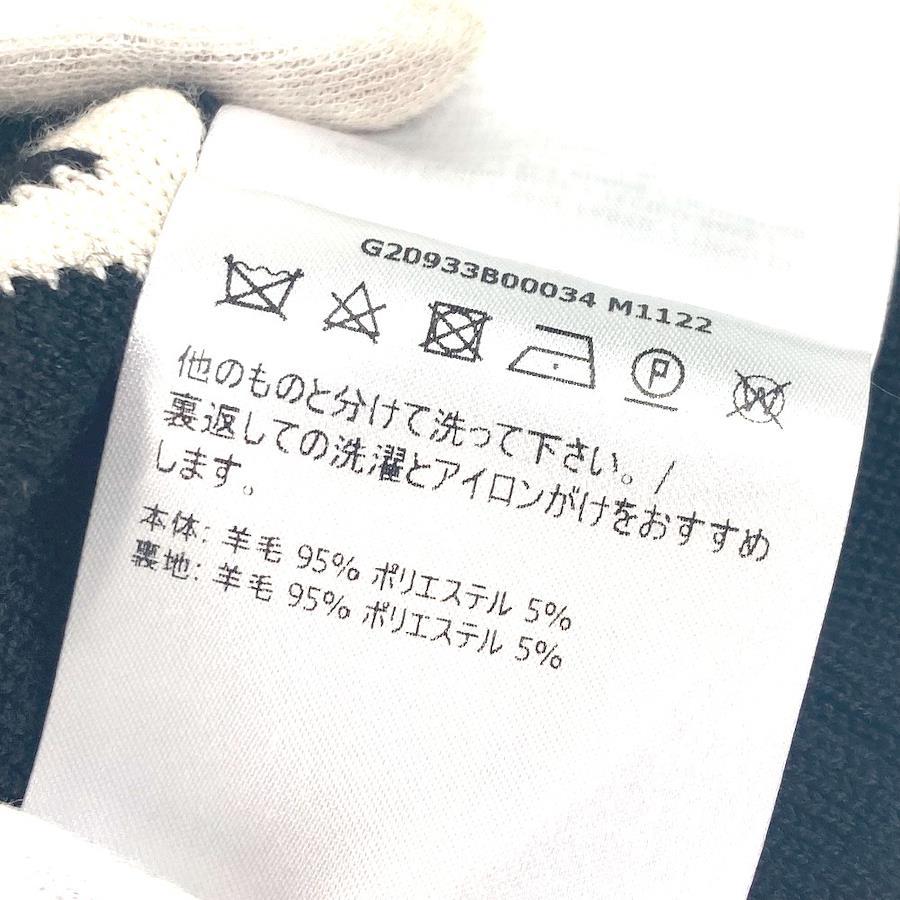 G20933B00034 M1122
P W
他のものと分けて洗って下さい。/
裏返しての洗濯とアイロンがけをおすすめ
します。
本体: 羊毛 95% ポリエステル 5%
裏地: 羊毛 95% ポリエステル 5%